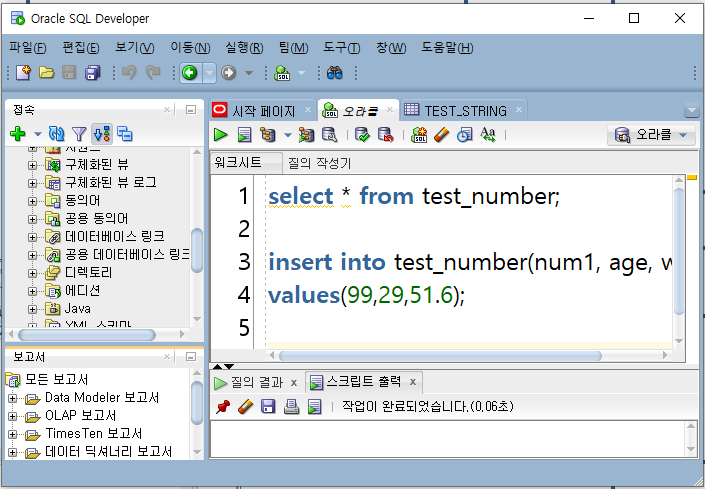 Oracle SQL Developer
파일(F) 편집(E) 보기(V) 이동(N) 실행(R) 팀(M) 도구(T) 창(W) 도움말(H)
접속
구체화된 뷰
구체화된 뷰 로그
동의어
공용 동의어
데이터베이스 링크
공용 데이터베이스 링크
디렉토리
에디션
Java
XML 스키마
보고서
모든 보고서
Data Modeler 보고서
OLAP 보고서
TimesTen 보고서
데이터 딕셔너리 보고서
시작 페이지 오라클 TEST_STRING
오라클
워크시트 질의 작성기
1 select * from test_number;
2
3 insert into test_number(num1, age, w
4 values(99,29,51.6);
5
질의 결과 x 스크립트 출력 x
작업이 완료되었습니다.(0,06초)